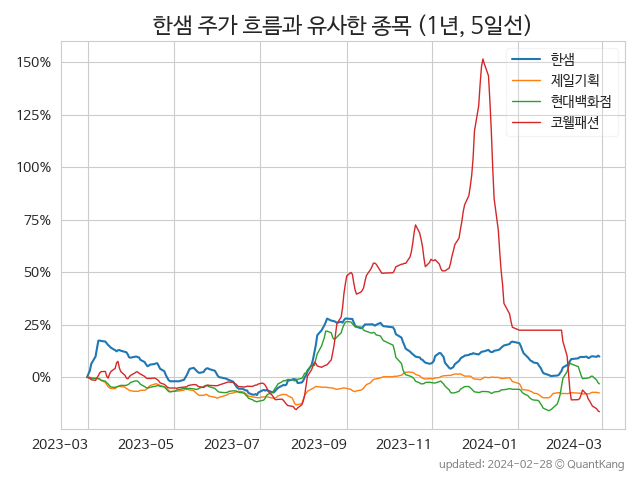 한샘 주가 흐름과 유사한 종목 (1년, 5일선)
한샘
제일기획
현대백화점
코웰패션
150%
125%
100%
75%
50%
25%
0%
2023-03 2023-05 2023-07 2023-09 2023-11 2024-01 2024-03
updated: 2024-02-28 © QuantKang